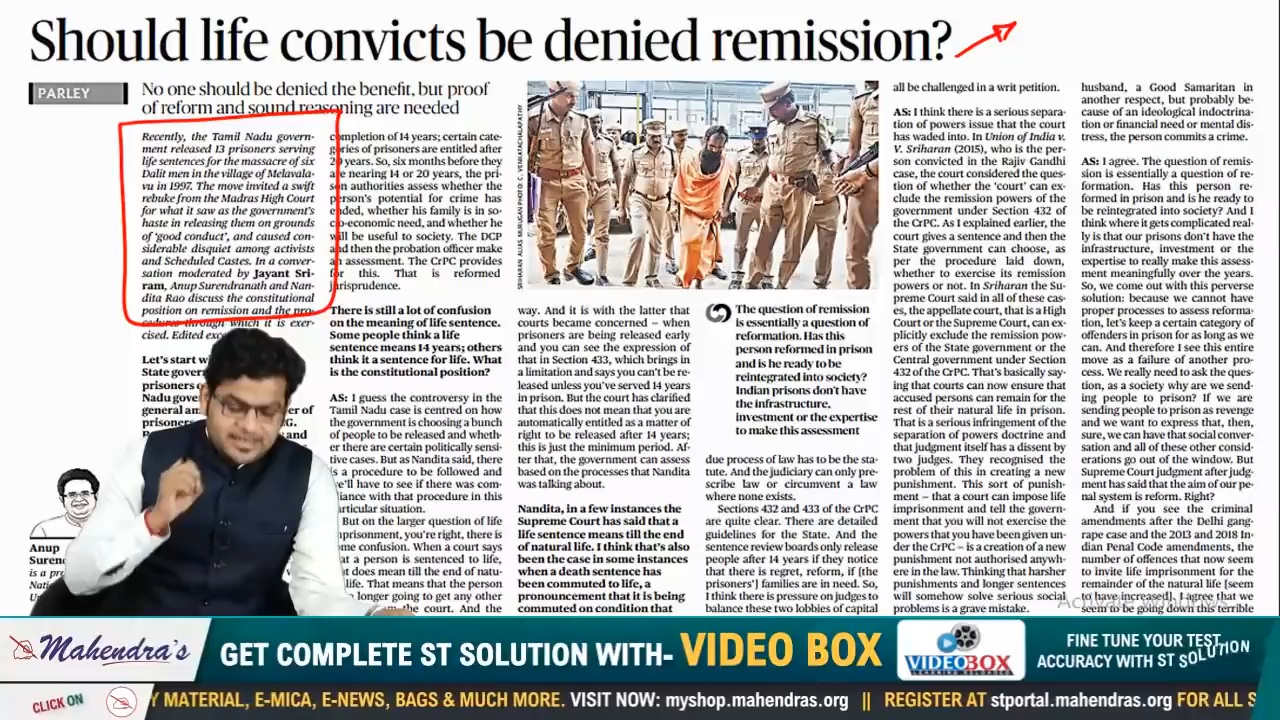 Should life convicts be denied remission?
PARLEY
No one should be denied the benefit, but proof
of reform and sound reasoning are needed
Recently, the Tamil Nadu govern-
ment released 13 prisoners serving
life sentences for the massacre of six
Dalit men in the village of Melavala-
vu in 1997. The move invited a swift
rebuke from the Madras High Court
for what it saw as the government's
haste in releasing them on grounds
of 'good conduct', and caused con-
siderable disquiet among activists
and Scheduled Castes. In a conver-
sation moderated by Jayant Sri-
ram, Anup Surendranath and Nan-
dita Rao discuss the constitutional
position on remission and the pro-
cedures through which it is exer-
cised. Edited
Let's start
State
prisoners
Nadu
general an
prisoners
Anup
Suren
is a
Natio
completion of 14 years; certain cate-
gories of prisoners are entitled after
20 years. So, six months before they
are nearing 14 or 20 years, the pri-
son authorities assess whether the
person's potential for crime has
ended, whether his family is in so-
cio-economic need, and whether he
will be useful to society. The DCP
and then the probation officer make
an assessment. The CrPC provides
for this. That is reformed
jurisprudence.
There is still a lot of confusion
on the meaning of life sentence.
Some people think a life
sentence means 14 years; others
think it a sentence for life. What
is the constitutional position?
AS: I guess the controversy in the
Tamil Nadu case is centred on how
the government is choosing a bunch
of people to be released and wheth-
er there are certain politically sensi-
tive cases. But as Nandita said, there
is a procedure to be followed and
we'll have to see if there was com-
pliance with that procedure in this
particular situation.
But on the larger question of life
imprisonment, you're right, there is
some confusion. When a court says
that a person is sentenced to life,
it does mean till the end of natu-
life. That means that the person
longer going to get any other
from the court. And the
SRIHARAN ALIAS MURUGAN PHOTO: C. VENKATACHALAPATHY
way. And it is with the latter that
courts became concerned – when
prisoners are being released early
and you can see the expression of
that in Section 433, which brings in
a limitation and says you can't be re-
leased unless you've served 14 years
in prison. But the court has clarified
that this does not mean that you are
automatically entitled as a matter of
right to be released after 14 years;
this is just the minimum period. Af-
ter that, the government can assess
based on the processes that Nandita
was talking about.
Nandita, in a few instances the
Supreme Court has said that a
life sentence means till the end
of natural life. I think that's also
been the case in some instances
when a death sentence has
been commuted to life, a
pronouncement that it is being
commuted on condition that
The question of remission
is essentially a question of
reformation. Has this
person reformed in prison
and is he ready to be
reintegrated into society?
Indian prisons don't have
the infrastructure,
investment or the expertise
to make this assessment
due process of law has to be the sta-
tute. And the judiciary can only pre-
scribe law or circumvent a law
where none exists.
Sections 432 and 433 of the CrPC
are quite clear. There are detailed
guidelines for the State. And the
sentence review boards only release
people after 14 years if they notice
that there is regret, reform, if [the
prisoners'] families are in need. So,
I think there is pressure on judges to
balance these two lobbies of capital
all be challenged in a writ petition.
AS: I think there is a serious separa-
tion of powers issue that the court
has waded into. In Union of India v.
V. Sriharan (2015), who is the per-
son convicted in the Rajiv Gandhi
case, the court considered the ques-
tion of whether the 'court' can ex-
clude the remission powers of the
government under Section 432 of
the CrPC. As I explained earlier, the
court gives a sentence and then the
State government can choose, as
per the procedure laid down,
whether to exercise its remission
powers or not. In Sriharan the Su-
preme Court said in all of these cas-
es, the appellate court, that is a High
Court or the Supreme Court, can ex-
plicitly exclude the remission pow-
ers of the State government or the
Central government under Section
432 of the CrPC. That's basically say-
ing that courts can now ensure that
accused persons can remain for the
rest of their natural life in prison.
That is a serious infringement of the
separation of powers doctrine and
that judgment itself has a dissent by
two judges. They recognised the
problem of this in creating a new
punishment. This sort of punish-
ment – that a court can impose life
imprisonment and tell the govern-
ment that you will not exercise the
powers that you have been given un-
der the CrPC – is a creation of a new
punishment not authorised anywh-
ere in the law. Thinking that harsher
punishments and longer sentences
will somehow solve serious social
problems is a grave mistake.
husband, a Good Samaritan in
another respect, but probably be-
cause of an ideological indoctrina-
tion or financial need or mental dis-
tress, the person commits a crime.
AS: I agree. The question of remis-
sion is essentially a question of re-
formation. Has this person re-
formed in prison and is he ready to
be reintegrated into society? And I
think where it gets complicated real-
ly is that our prisons don't have the
infrastructure, investment or the
expertise to really make this assess-
ment meaningfully over the years.
So, we come out with this perverse
solution: because we cannot have
proper processes to assess reforma-
tion, let's keep a certain category of
offenders in prison for as long as we
can. And therefore I see this entire
move as a failure of another pro-
cess. We really need to ask the ques-
tion, as a society why are we send-
ing people to prison? If we are
sending people to prison as revenge
and we want to express that, then,
sure, we can have that social conver-
sation and all of these other consid-
erations go out of the window. But
Supreme Court judgment after judg-
ment has said that the aim of our pe-
nal system is reform. Right?
And if you see the criminal
amendments after the Delhi gang-
rape case and the 2013 and 2018 In-
dian Penal Code amendments, the
number of offences that now seem
to invite life imprisonment for the
remainder of the natural life [seem
to have increased]. I agree that we
seem to be going down this terrible
Activate Windows
Mahendra's
GET COMPLETE ST SOLUTION WITH- VIDEO BOX
VIDEOBOX
LEARNING RELOADED
FINE TUNE YOUR TEST
ACCURACY WITH ST SOLUTION
CLICK ON
Y MATERIAL, E-MICA, E-NEWS, BAGS & MUCH MORE. VISIT NOW: myshop.mahendras.org || REGISTER AT stportal.mahendras.org FOR ALL S